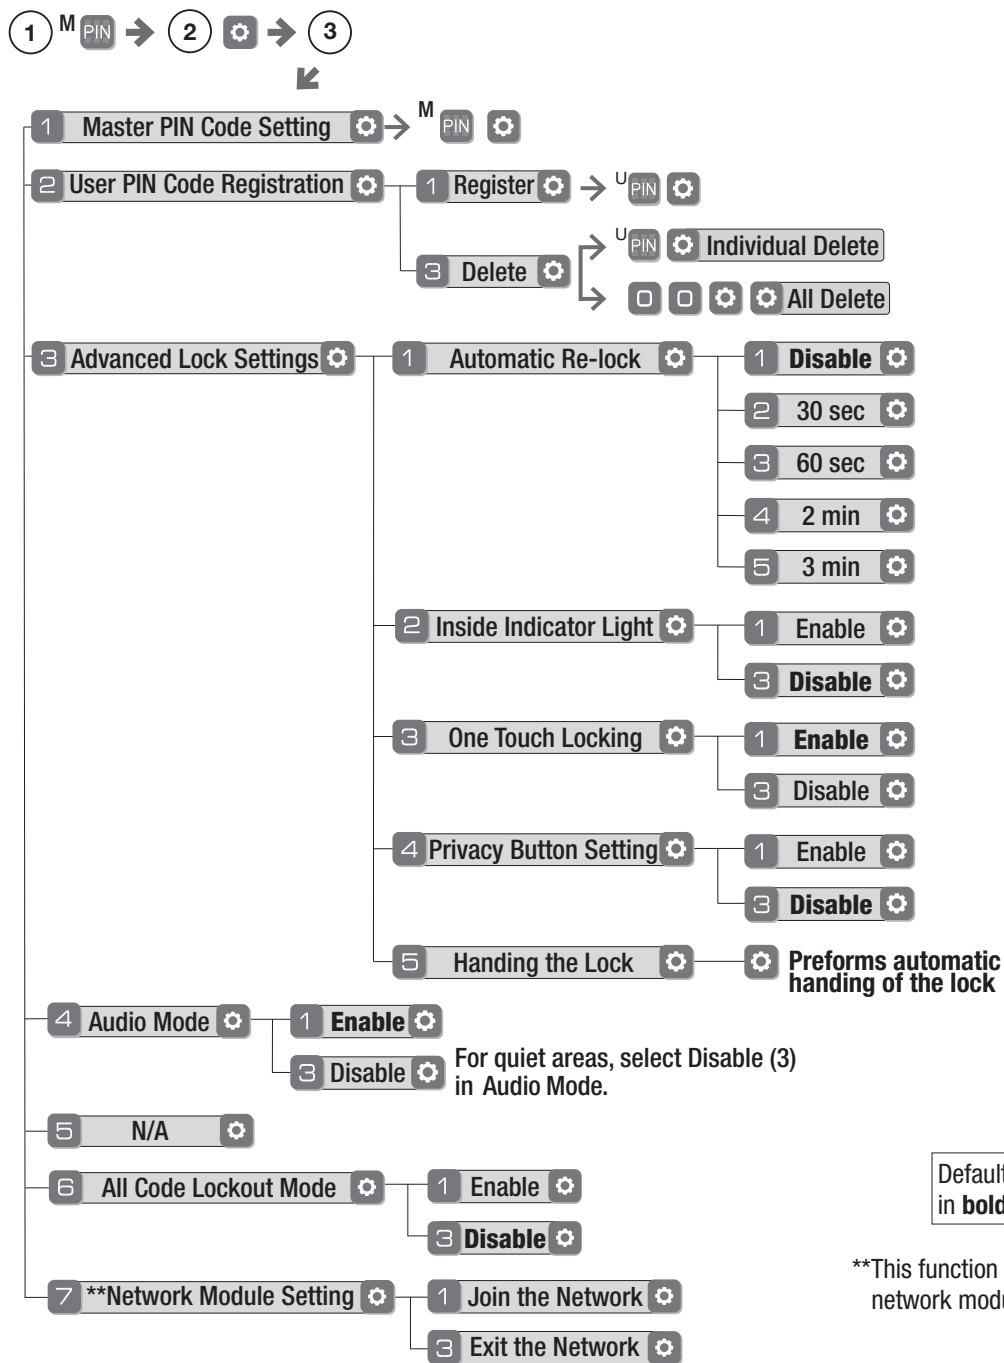 1 M PIN 2 3
1 Master PIN Code Setting M PIN
2 User PIN Code Registration 1 Register U PIN
3 Delete U PIN Individual Delete
0 0 All Delete
3 Advanced Lock Settings 1 Automatic Re-lock 1 Disable
2 30 sec
3 60 sec
4 2 min
5 3 min
2 Inside Indicator Light 1 Enable
3 Disable
3 One Touch Locking 1 Enable
3 Disable
4 Privacy Button Setting 1 Enable
3 Disable
5 Handing the Lock Preforms automatic
handing of the lock
4 Audio Mode 1 Enable
3 Disable For quiet areas, select Disable (3)
in Audio Mode.
5 N/A
6 All Code Lockout Mode 1 Enable
3 Disable
Default
in bold
7 **Network Module Setting 1 Join the Network
3 Exit the Network
**This function
network